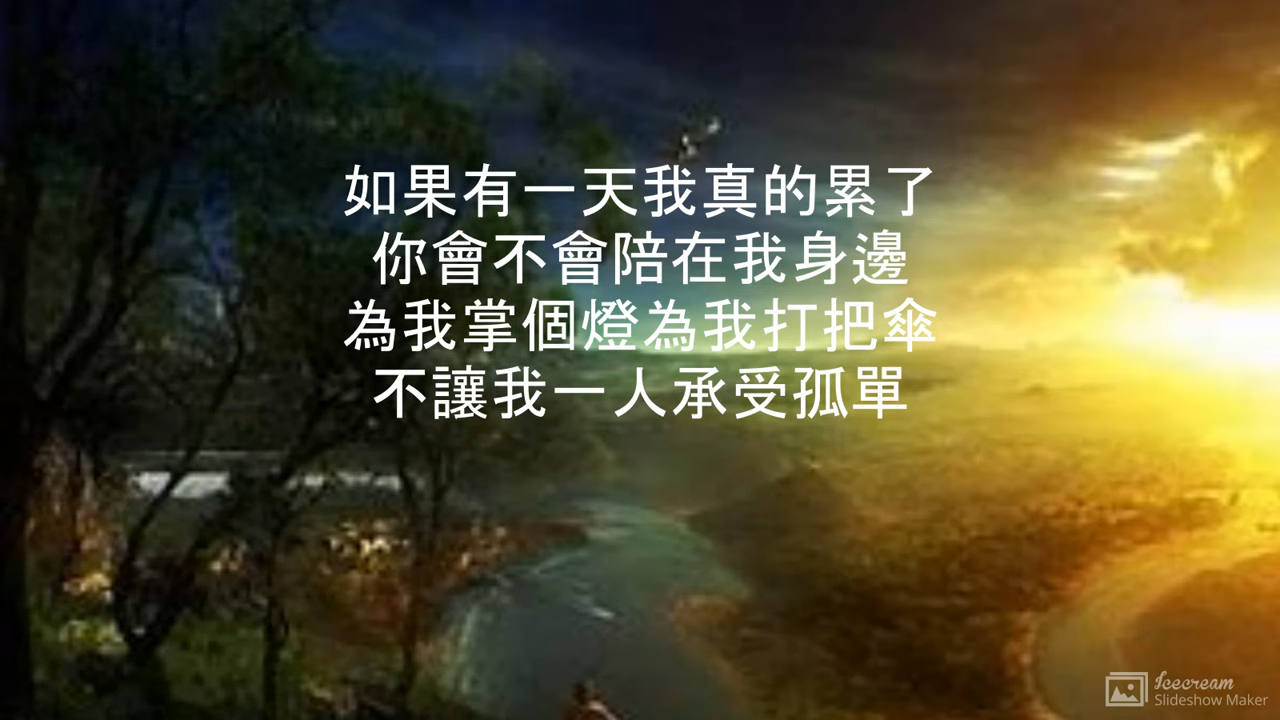 如果有一天我真的累了
你會不會陪在我身邊
為我掌個燈為我打把傘
不讓我一人承受孤單
Icecream
Slideshow Maker